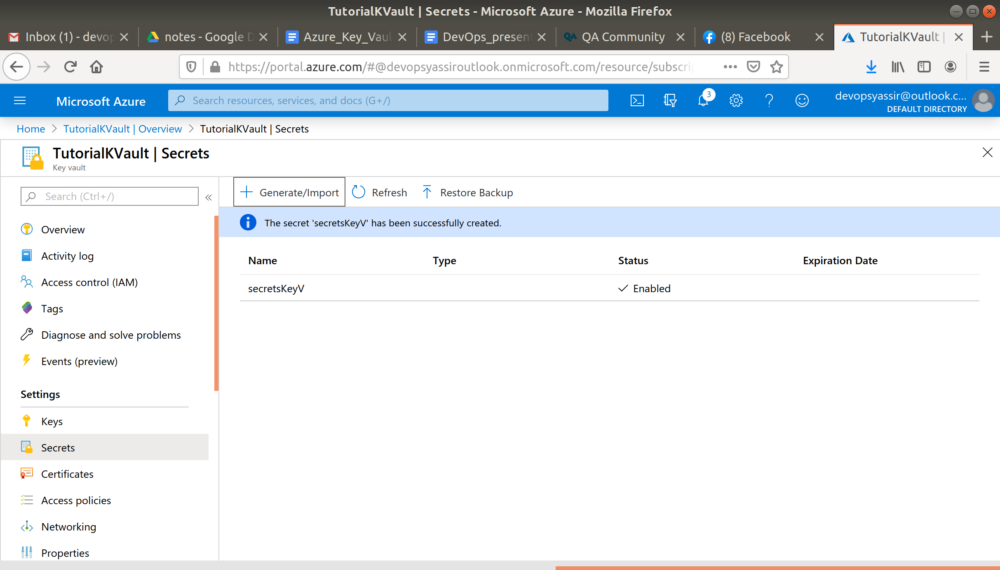 TutorialKVault | Secrets - Microsoft Azure - Mozilla Firefox
Inbox (1) - devop
notes - Google D
Azure_Key_Vaul
DevOps_present
QA Community
(8) Facebook
TutorialKVault |
https://portal.azure.com/#@devopsyassiroutlook.onmicrosoft.com/resource/subscrip
Microsoft Azure
Search resources, services, and docs (G+/)
3
devopsyassir@outlook.c...
DEFAULT DIRECTORY
Home > TutorialKVault | Overview > TutorialKVault | Secrets
TutorialKVault | Secrets
Key vault
Search (Ctrl+/)
«
Generate/Import
Refresh
Restore Backup
The secret 'secretsKeyV' has been successfully created.
Name Type Status Expiration Date
secretsKeyV Enabled
Overview
Activity log
Access control (IAM)
Tags
Diagnose and solve problems
Events (preview)
Settings
Keys
Secrets
Certificates
Access policies
Networking
Properties